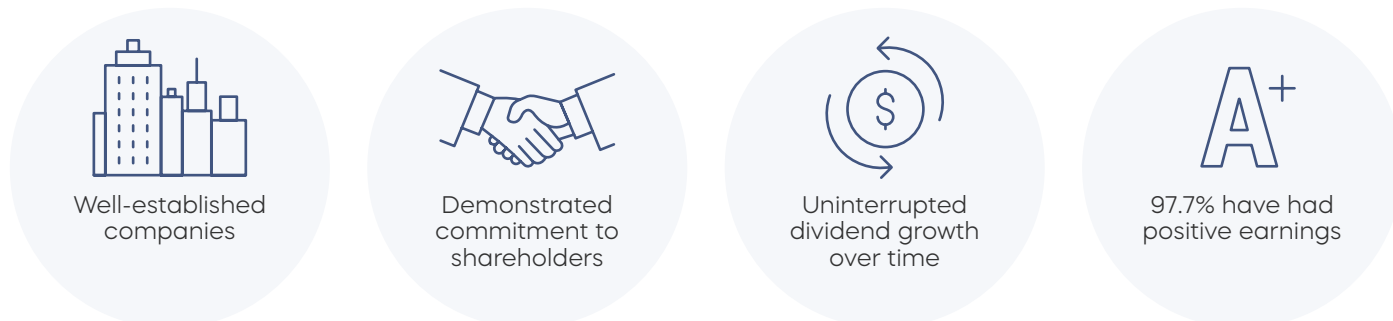 $
A+
Well-established
companies
Demonstrated
commitment to
shareholders
Uninterrupted
dividend growth
over time
97.7% have had
positive earnings